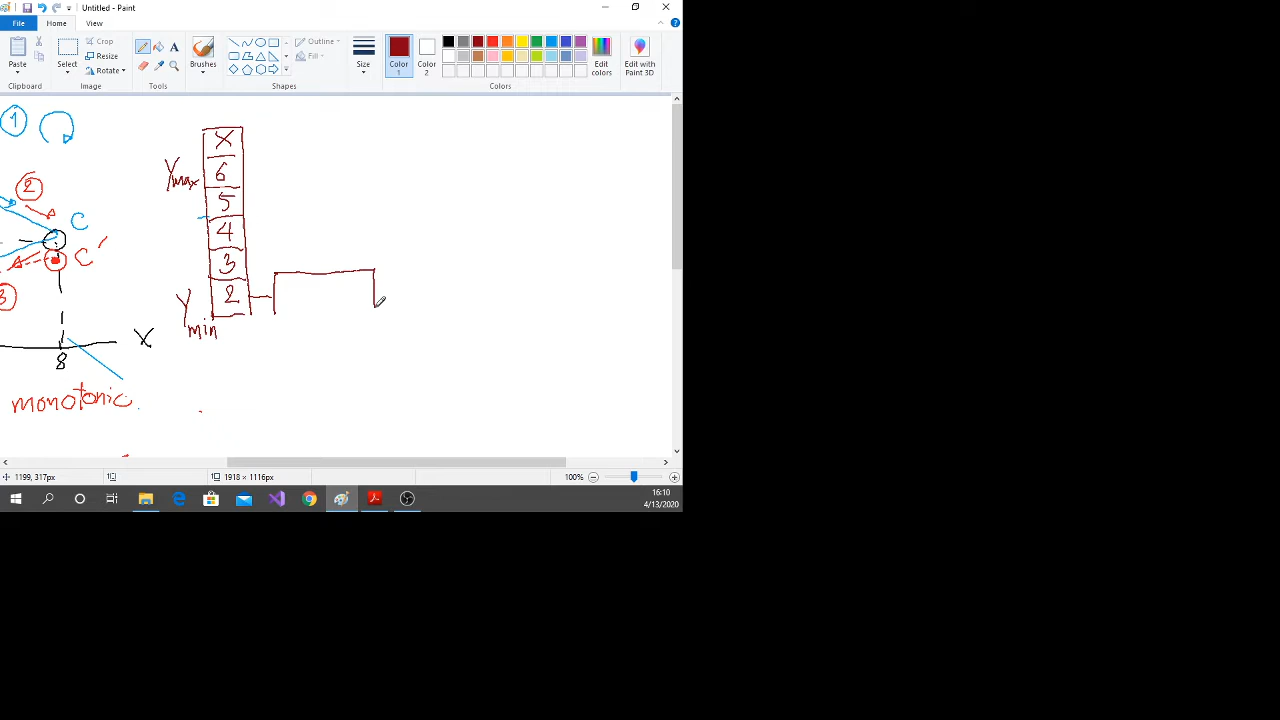 Untitled - Paint
File Home View
Paste
Clipboard
Select
Crop
Resize
Rotate
Image
A
Tools
Brushes
Shapes
Outline
Fill
Size
Color 1
Color 2
Colors
Edit colors
Edit with Paint 3D
1
2
C
C'
3
8
X
monotonic
Ymax
Ymin
X
6
5
4
3
2
1199, 317px
1918 × 1116px
100%
16:10
4/13/2020